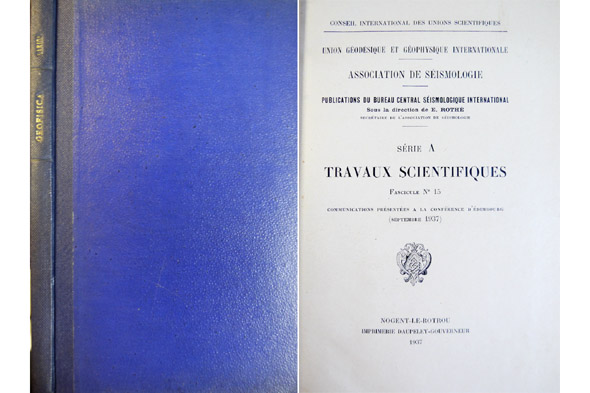 GEOFISICA
CONSEIL INTERNATIONAL DES UNIONS SCIENTIFIQUES
UNION GÉODÉSIQUE ET GÉOPHYSIQUE INTERNATIONALE
ASSOCIATION DE SÉISMOLOGIE
PUBLICATIONS DU BUREAU CENTRAL SÉISMOLOGIQUE INTERNATIONAL
Sous la direction de E. ROTHÉ
SECRÉTAIRE DE L'ASSOCIATION DE SÉISMOLOGIE
SÉRIE A
TRAVAUX SCIENTIFIQUES
FASCICULE N° 15
COMMUNICATIONS PRÉSENTÉES A LA CONFÉRENCE D'ÉDIMBOURG
(SEPTEMBRE 1937)
NOGENT-LE-ROTROU
IMPRIMERIE DAUPELEY-GOUVERNEUR
1937